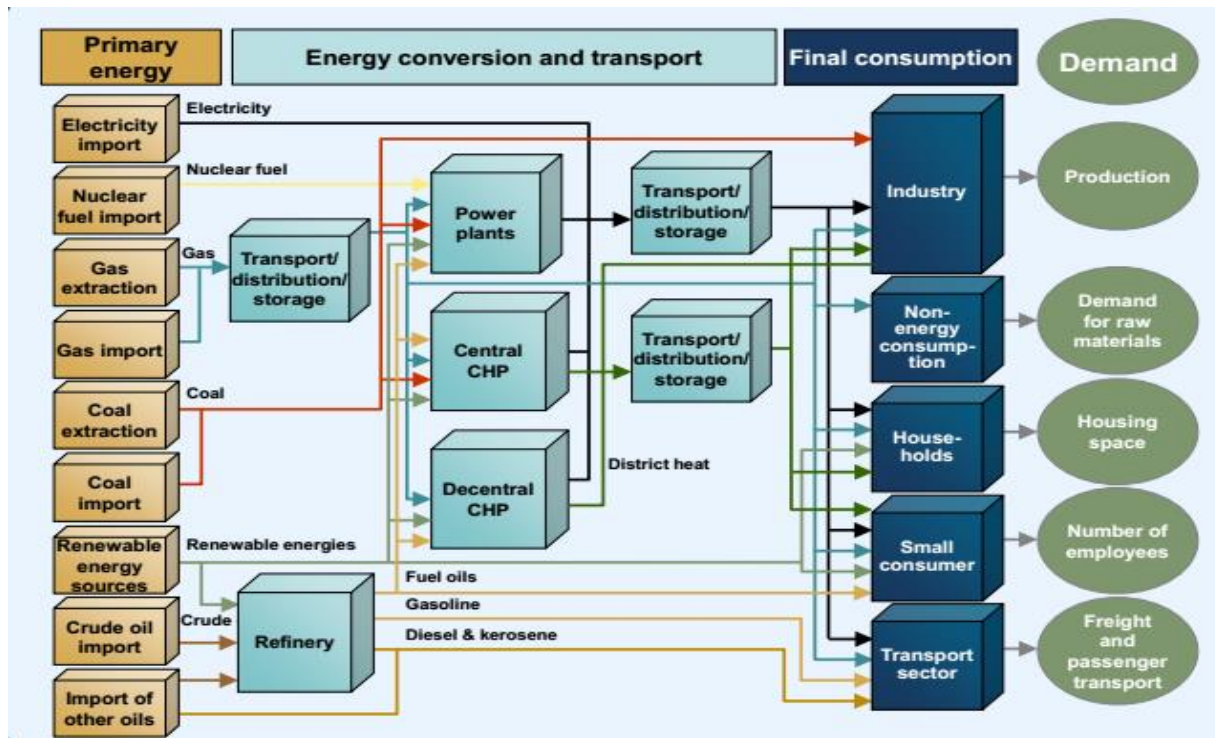 Primary
energy
Energy conversion and transport
Final consumption
Demand
Electricity
import
Nuclear
fuel import
Gas
extraction
Gas import
Coal
extraction
Coal
import
Renewable
energy
sources
Crude oil
import
Import of
other oils
Electricity
Nuclear fuel
Gas
Coal
Renewable energies
Crude
Transport/
distribution/
storage
Refinery
Power
plants
Central
CHP
Decentral
CHP
Fuel oils
Gasoline
Diesel & kerosene
Transport/
distribution/
storage
Transport/
distribution/
storage
District heat
Industry
Non-
energy
consump-
tion
House-
holds
Small
consumer
Transport
sector
Production
Demand
for raw
materials
Housing
space
Number of
employees
Freight
and
passenger
transport